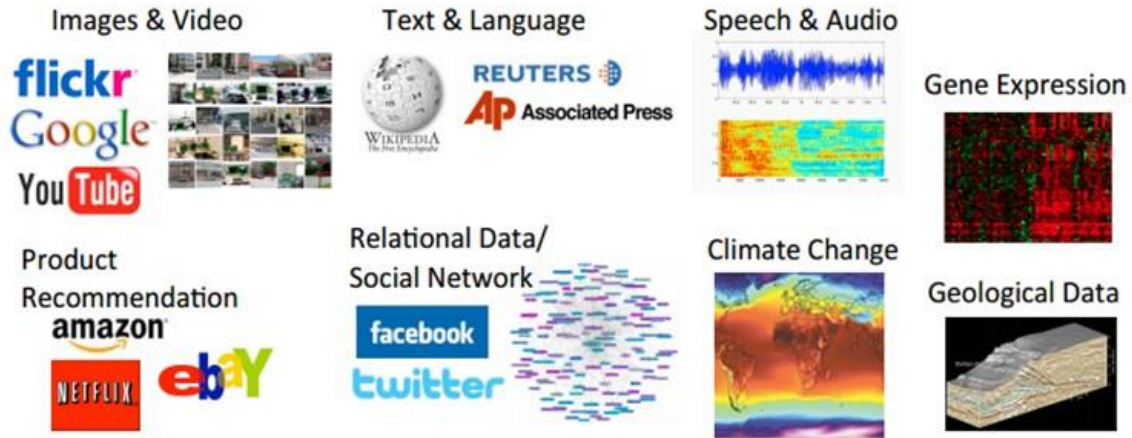 Images & Video
flickr
Google
You Tube
Text & Language
WIKIPEDIA
The Free Encyclopedia
REUTERS
AP Associated Press
Speech & Audio
Gene Expression
Product
Recommendation
amazon
NETFLIX
ebaY
Relational Data/
Social Network
facebook
twitter
Climate Change
Geological Data